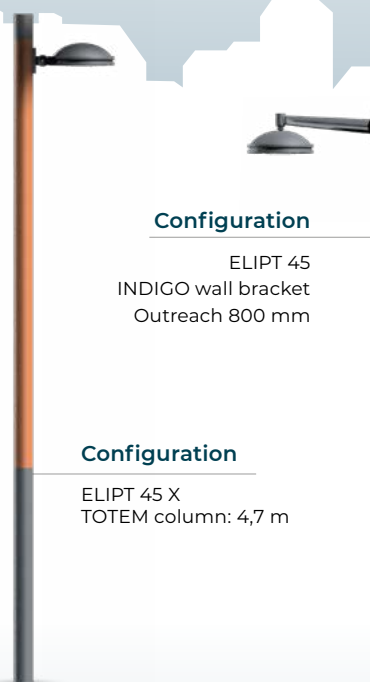 Configuration
ELIPT 45
INDIGO wall bracket
Outreach 800 mm
Configuration
ELIPT 45 X
TOTEM column: 4,7 m